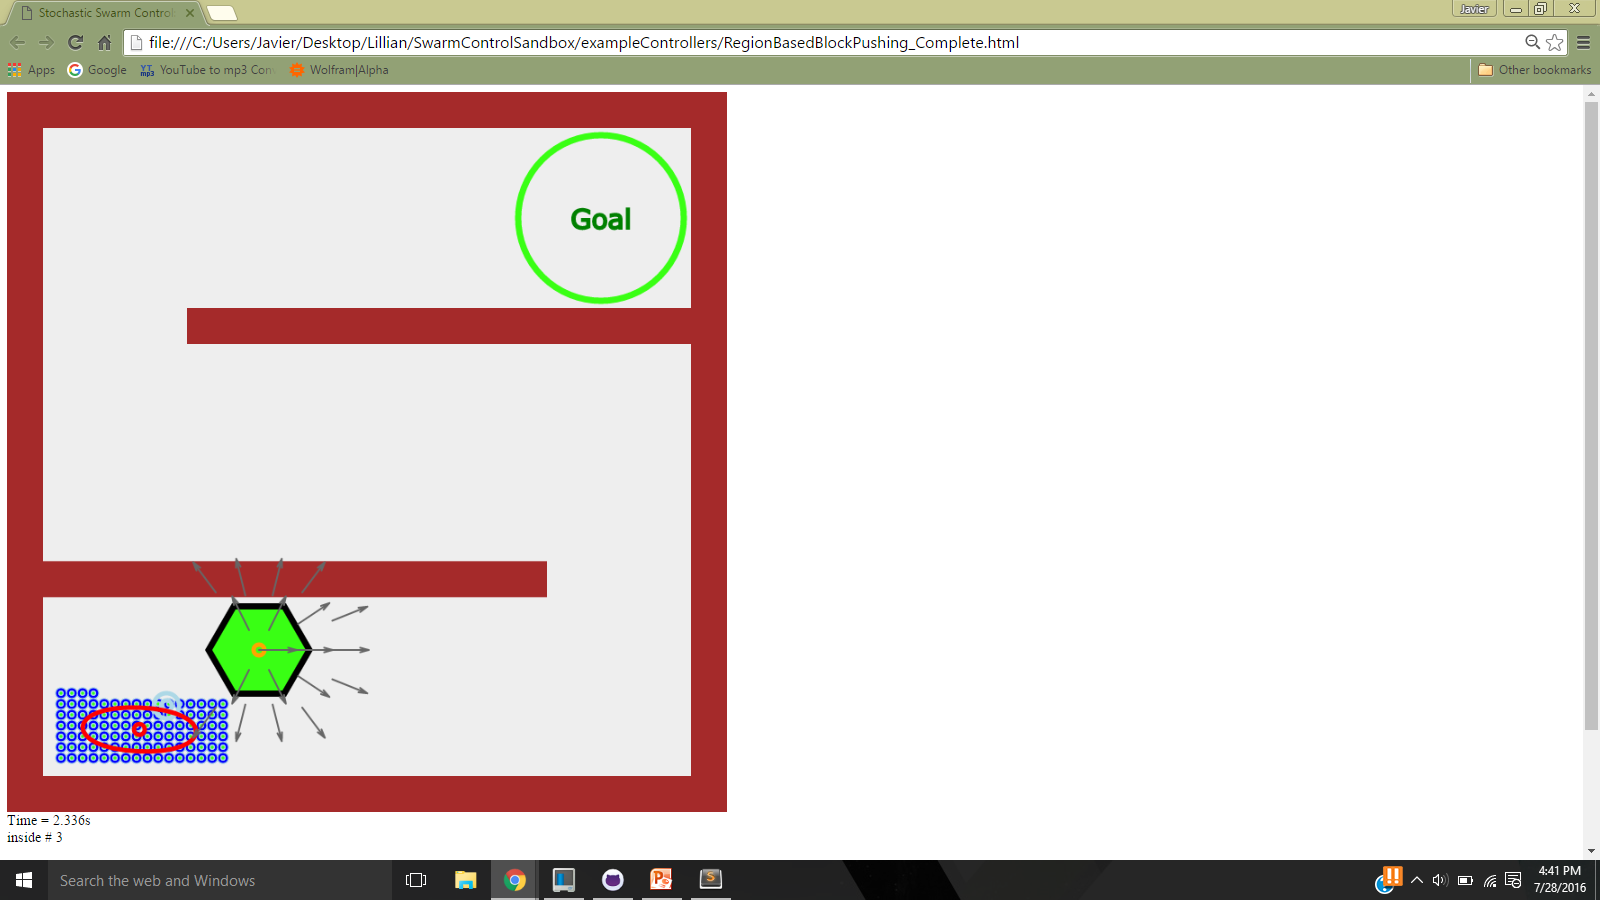 Stochastic Swarm Control
Javier
file:///C:/Users/Javier/Desktop/Lillian/SwarmControlSandbox/exampleControllers/RegionBasedBlockPushing_Complete.html
Apps
Google
YT mp3
YouTube to mp3 Con
Wolfram|Alpha
Other bookmarks
Goal
Time = 2.336s
inside # 3
Search the web and Windows
4:41 PM
7/28/2016